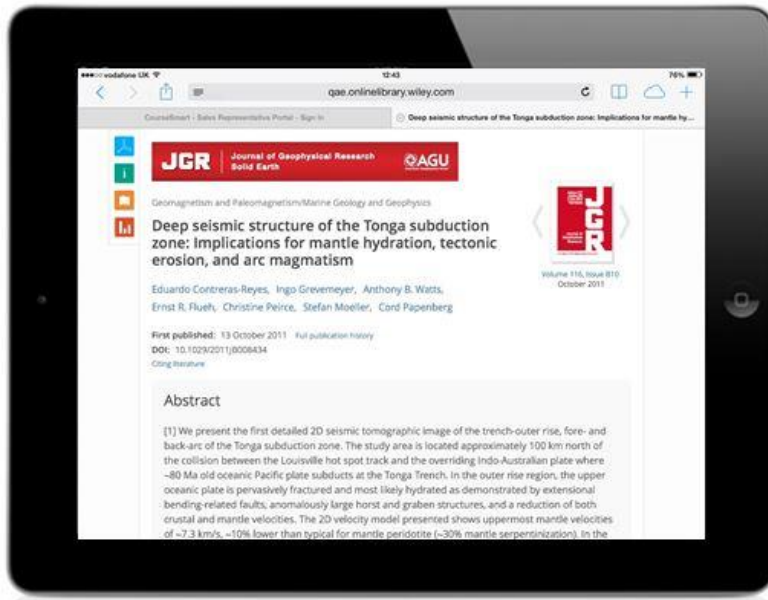 vodafone UK
12:43
76%
qae.onlinelibrary.wiley.com
CourseSmart - Sales Representative Portal - Sign In
Deep seismic structure of the Tonga subduction zone: Implications for mantle hy...
JGR
Journal of Geophysical Research
Solid Earth
AGU
Geomagnetism and Paleomagnetism/Marine Geology and Geophysics
Deep seismic structure of the Tonga subduction
zone: Implications for mantle hydration, tectonic
erosion, and arc magmatism
JGR
Volume 116, Issue B10
October 2011
Eduardo Contreras-Reyes, Ingo Grevemeyer, Anthony B. Watts,
Ernst R. Flueh, Christine Peirce, Stefan Moeller, Cord Papenberg
First published: 13 October 2011 Full publication history
DOI: 10.1029/2011JB008434
Citing literature
Abstract
[1] We present the first detailed 2D seismic tomographic image of the trench-outer rise, fore- and
back-arc of the Tonga subduction zone. The study area is located approximately 100 km north of
the collision between the Louisville hot spot track and the overriding Indo-Australian plate where
~80 Ma old oceanic Pacific plate subducts at the Tonga Trench. In the outer rise region, the upper
oceanic plate is pervasively fractured and most likely hydrated as demonstrated by extensional
bending-related faults, anomalously large horst and graben structures, and a reduction of both
crustal and mantle velocities. The 2D velocity model presented shows uppermost mantle velocities
of ~7.3 km/s, ~10% lower than typical for mantle peridotite (~30% mantle serpentinization). In the